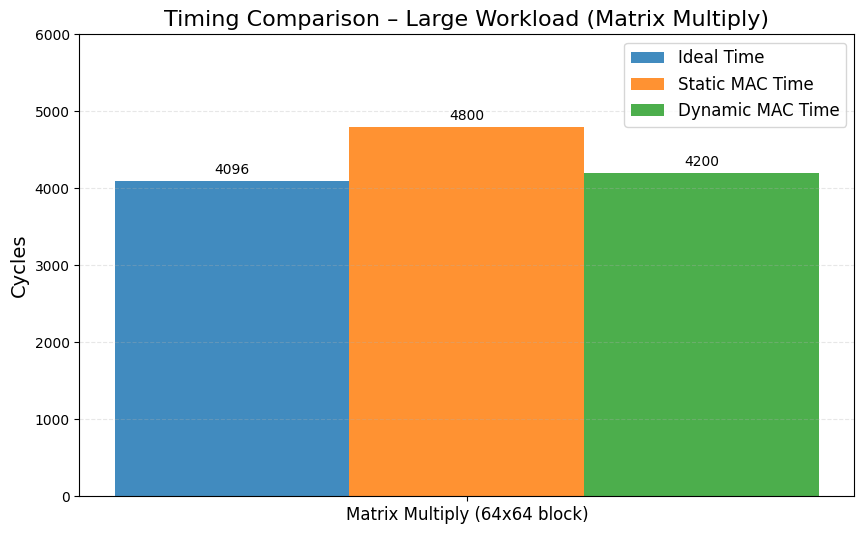 Timing Comparison – Large Workload (Matrix Multiply)
Ideal Time
Static MAC Time
Dynamic MAC Time
Cycles
6000
5000
4000
3000
2000
1000
0
4096
4800
4200
Matrix Multiply (64x64 block)